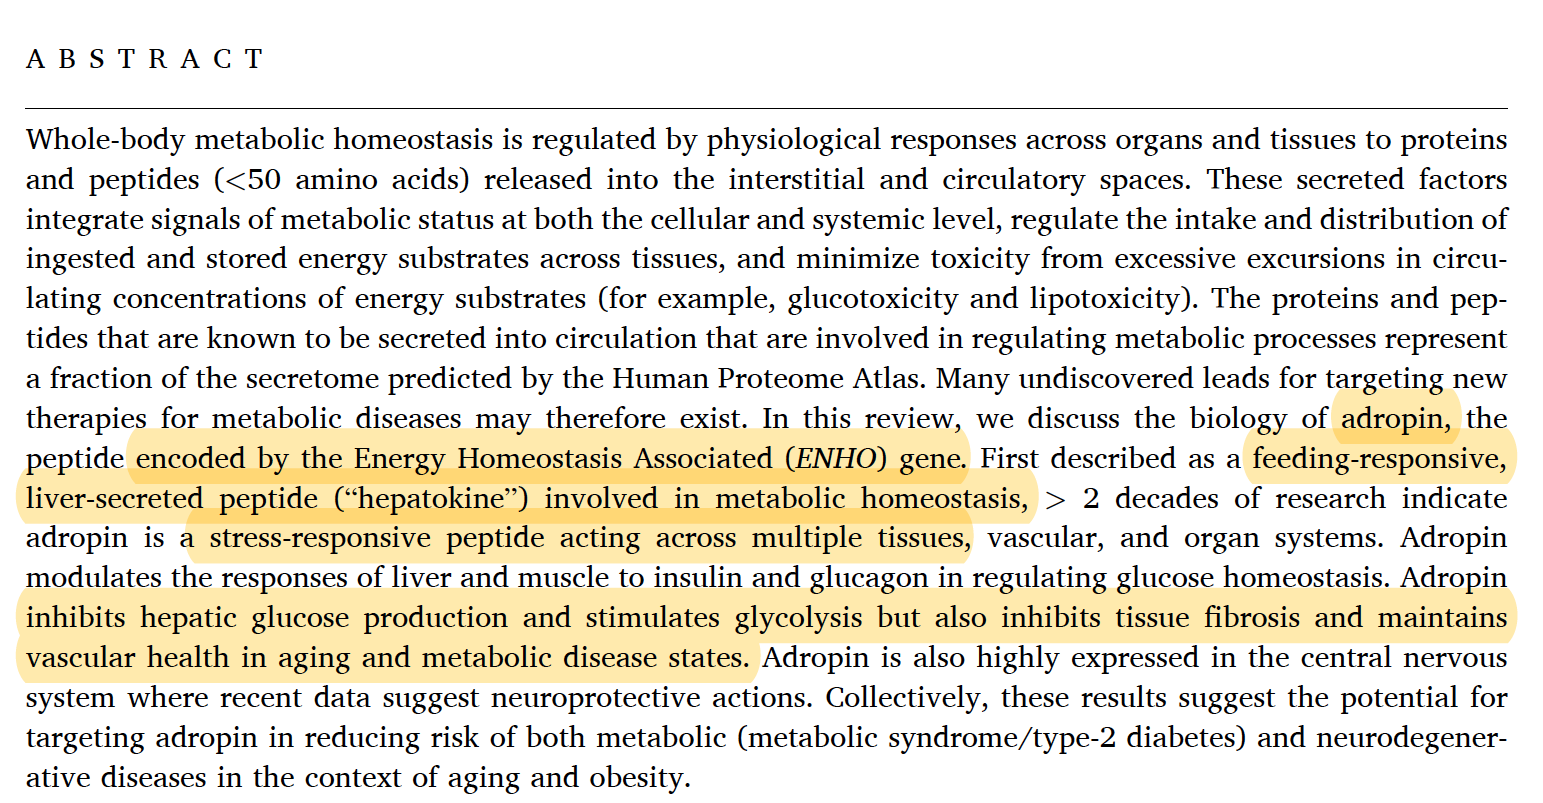 A B S T R A C T
Whole-body metabolic homeostasis is regulated by physiological responses across organs and tissues to proteins
and peptides (<50 amino acids) released into the interstitial and circulatory spaces. These secreted factors
integrate signals of metabolic status at both the cellular and systemic level, regulate the intake and distribution of
ingested and stored energy substrates across tissues, and minimize toxicity from excessive excursions in circu-
lating concentrations of energy substrates (for example, glucotoxicity and lipotoxicity). The proteins and pep-
tides that are known to be secreted into circulation that are involved in regulating metabolic processes represent
a fraction of the secretome predicted by the Human Proteome Atlas. Many undiscovered leads for targeting new
therapies for metabolic diseases may therefore exist. In this review, we discuss the biology of adropin, the
peptide encoded by the Energy Homeostasis Associated (ENHO) gene. First described as a feeding-responsive,
liver-secreted peptide (“hepatokine”) involved in metabolic homeostasis, > 2 decades of research indicate
adropin is a stress-responsive peptide acting across multiple tissues, vascular, and organ systems. Adropin
modulates the responses of liver and muscle to insulin and glucagon in regulating glucose homeostasis. Adropin
inhibits hepatic glucose production and stimulates glycolysis but also inhibits tissue fibrosis and maintains
vascular health in aging and metabolic disease states. Adropin is also highly expressed in the central nervous
system where recent data suggest neuroprotective actions. Collectively, these results suggest the potential for
targeting adropin in reducing risk of both metabolic (metabolic syndrome/type-2 diabetes) and neurodegener-
ative diseases in the context of aging and obesity.